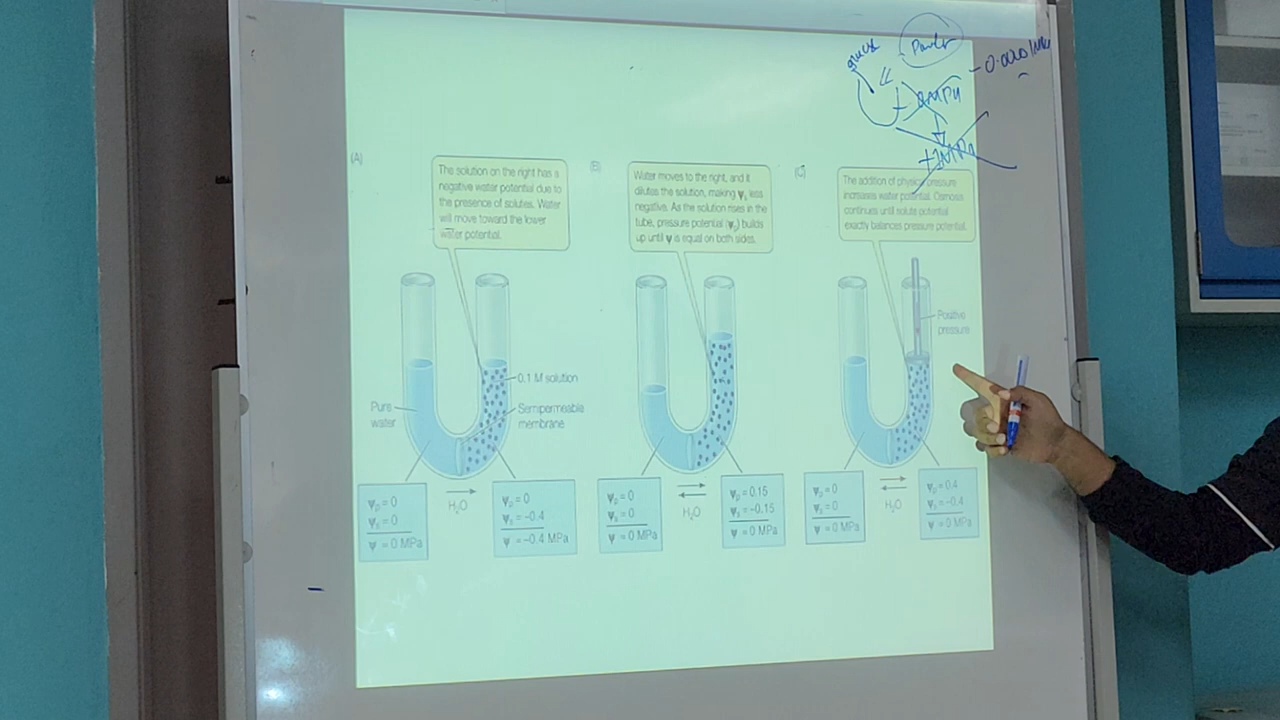 (A)
The solution on the right has a
negative water potential due to
the presence of solutes. Water
will move toward the lower
water potential.
Pure
water
0.1 M solution
Semipermeable
membrane
Ψp = 0
Ψs = 0
Ψ = 0 MPa
H₂O
Ψp = 0
Ψs = -0.4
Ψ = -0.4 MPa
(B)
Water moves to the right, and it
dilutes the solution, making Ψs less
negative. As the solution rises in the
tube, pressure potential (Ψp) builds
up until Ψ is equal on both sides.
Ψp = 0
Ψs = 0
Ψ = 0 MPa
H₂O
Ψp = 0.15
Ψs = -0.15
Ψ = 0 MPa
(C)
The addition of physical pressure
increases water potential. Osmosis
continues until solute potential
exactly balances pressure potential.
Positive
pressure
Ψp = 0
Ψs = 0
Ψ = 0 MPa
H₂O
Ψp = 0.4
Ψs = -0.4
Ψ = 0 MPa